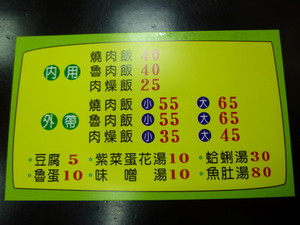 內用 燒肉飯 40
魯肉飯 40
肉燥飯 25
外帶 燒肉飯 小 55 大 65
魯肉飯 小 55 大 65
肉燥飯 小 35 大 45
·豆腐 5 ·紫菜蛋花湯 10 ·蛤蜊湯 30
·魯蛋 10 ·味噌湯 10 ·魚肚湯 80